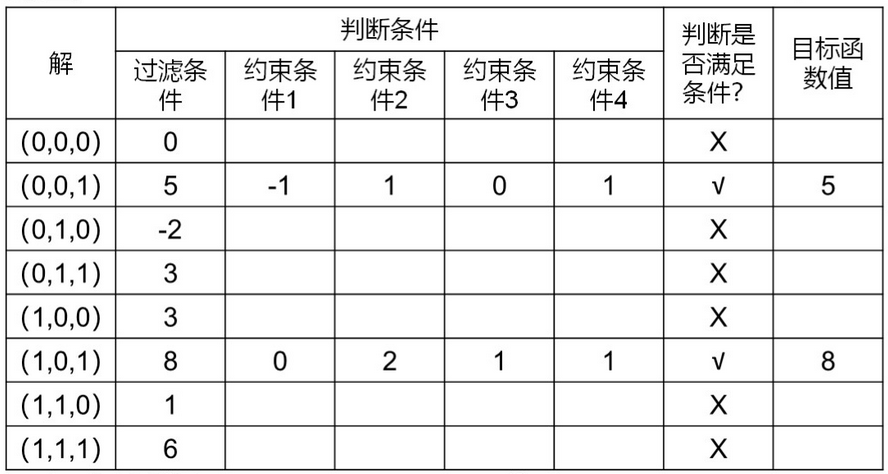 解 判断条件 判断是否满足条件？ 目标函数值
过滤条件 约束条件1 约束条件2 约束条件3 约束条件4
(0,0,0) 0 X
(0,0,1) 5 -1 1 0 1 √ 5
(0,1,0) -2 X
(0,1,1) 3 X
(1,0,0) 3 X
(1,0,1) 8 0 2 1 1 √ 8
(1,1,0) 1 X
(1,1,1) 6 X